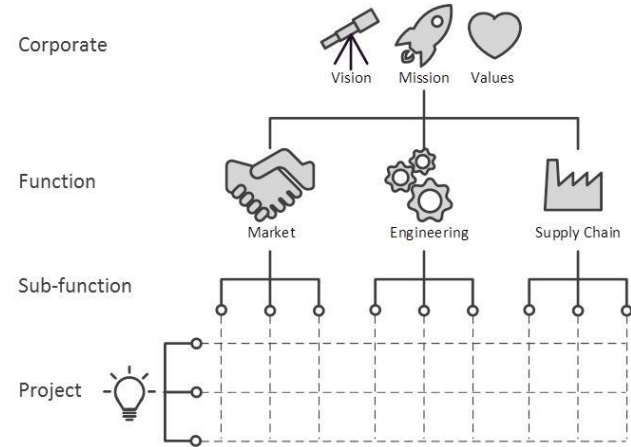 Corporate
Vision Mission Values
Function
Market Engineering Supply Chain
Sub-function
Project